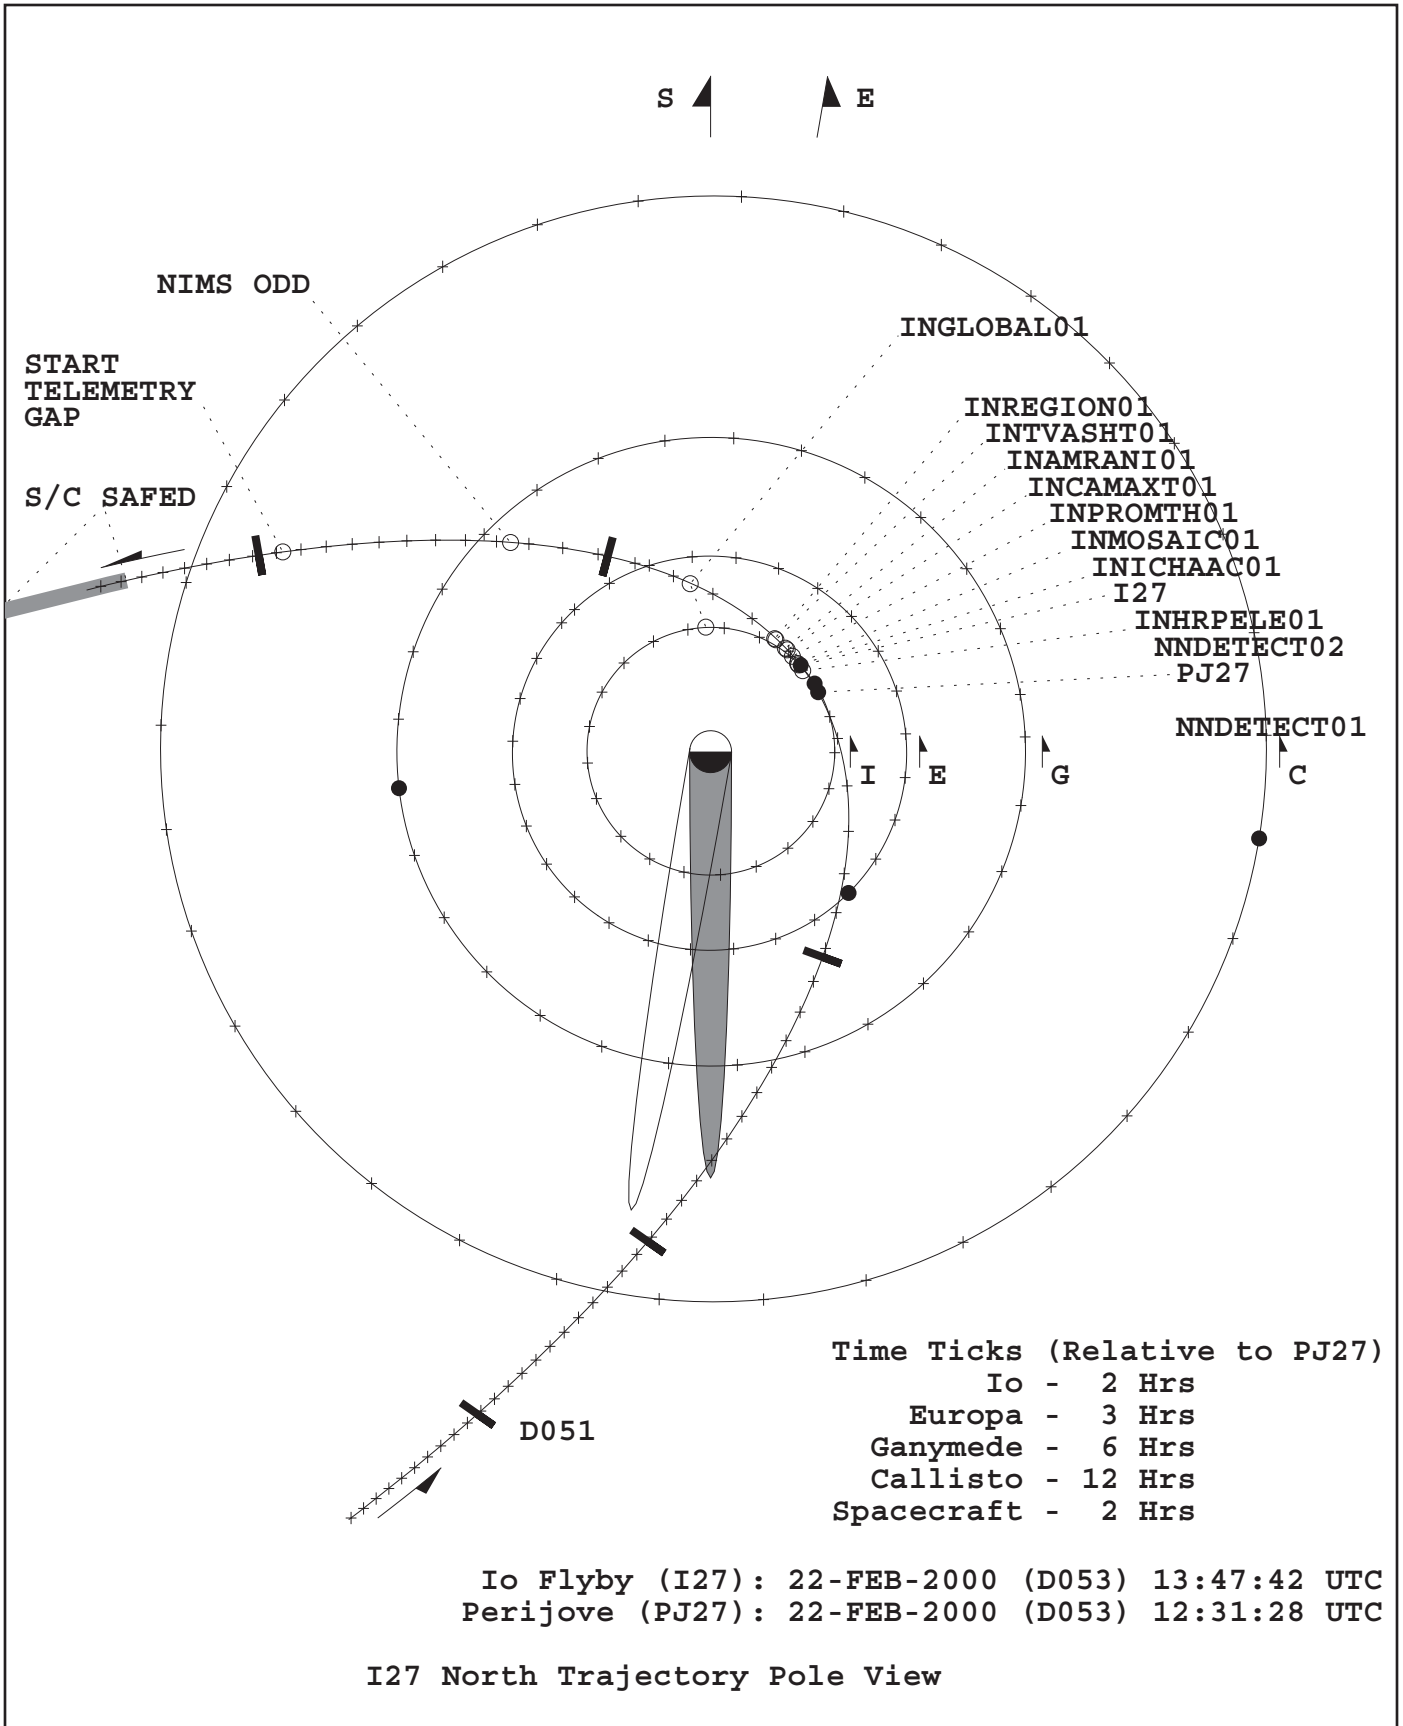 S
E
NIMS ODD
INGLOBAL01
START
TELEMETRY
GAP
INREGION01
INTVASHT01
INAMRANI01
INCAMAXT01
S/C SAFED
INPROMTH01
INMOSAIC01
INICHAAC01
I27
INHRPELE01
NNDETECT02
PJ27
NNDETECT01
I
E
G
C
D051
Time Ticks (Relative to PJ27)
Io - 2 Hrs
Europa - 3 Hrs
Ganymede - 6 Hrs
Callisto - 12 Hrs
Spacecraft - 2 Hrs
Io Flyby (I27): 22-FEB-2000 (D053) 13:47:42 UTC
Perijove (PJ27): 22-FEB-2000 (D053) 12:31:28 UTC
I27 North Trajectory Pole View